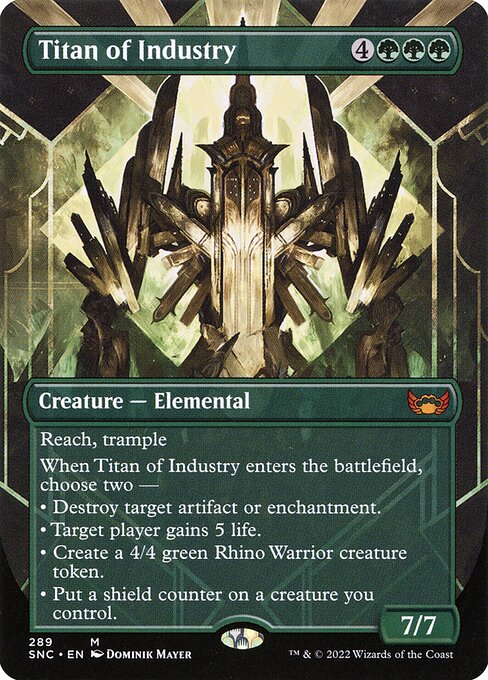 Titan of Industry 4
Creature — Elemental
Reach, trample
When Titan of Industry enters the battlefield,
choose two —
• Destroy target artifact or enchantment.
• Target player gains 5 life.
• Create a 4/4 green Rhino Warrior creature
token.
• Put a shield counter on a creature you
control.
7/7
289 M
SNC • EN Dominik Mayer
™ & © 2022 Wizards of the Coast